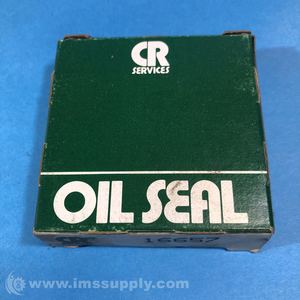 CR
SERVICES
OIL SEAL
16657
© www.imssupply.com